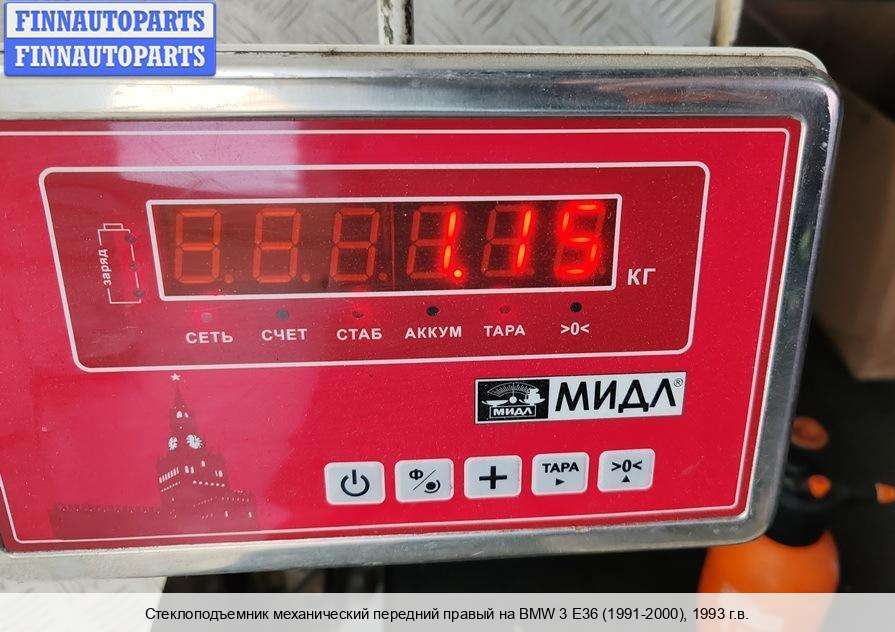 FINNAUTOPARTS
FINNAUTOPARTS
заряд
1.15
КГ
СЕТЬ СЧЕТ СТАБ АККУМ ТАРА >0<
МИДЛ МИДЛ®
Ф ТАРА >0<
Стеклоподъемник механический передний правый на BMW 3 E36 (1991-2000), 1993 г.в.